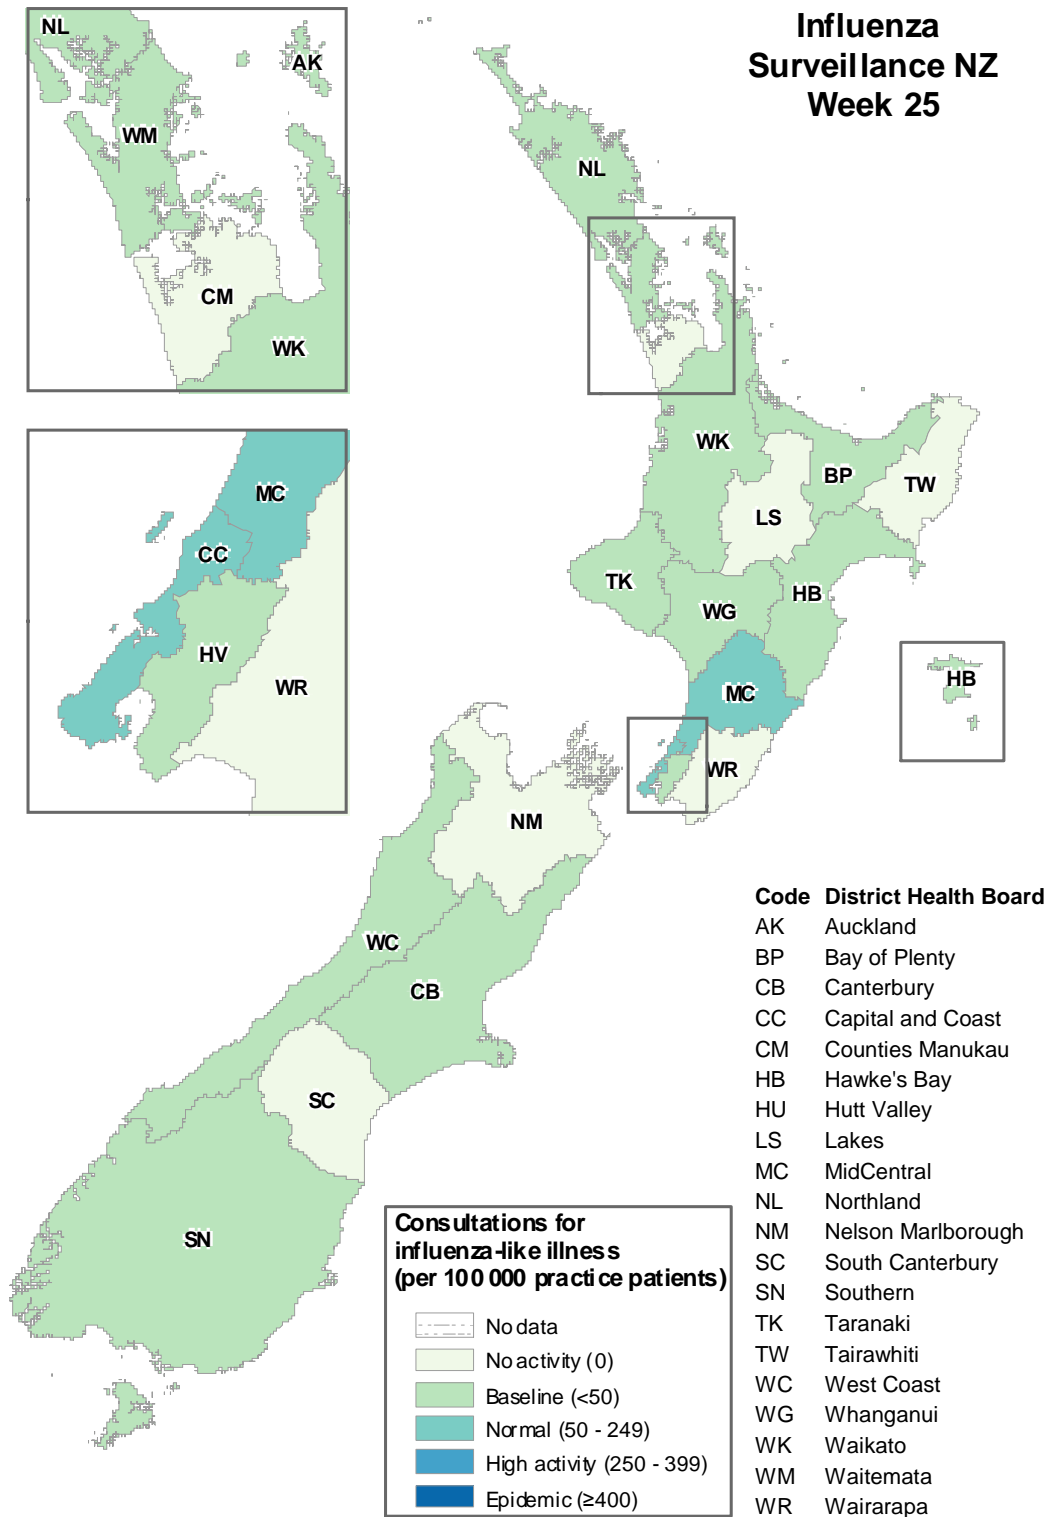 Influenza
Surveillance NZ
Week 25
NL
AK
WM
CM
WK
NL
WK
BP
TW
LS
TK
WG
HB
MC
WR
HB
MC
CC
HV
WR
NM
WC
CB
SC
SN
Code District Health Board
AK Auckland
BP Bay of Plenty
CB Canterbury
CC Capital and Coast
CM Counties Manukau
HB Hawke's Bay
HU Hutt Valley
LS Lakes
MC MidCentral
NL Northland
NM Nelson Marlborough
SC South Canterbury
SN Southern
TK Taranaki
TW Tairawhiti
WC West Coast
WG Whanganui
WK Waikato
WM Waitemata
WR Wairarapa
Consultations for
influenza-like illness
(per 100 000 practice patients)
No data
No activity (0)
Baseline (<50)
Normal (50 - 249)
High activity (250 - 399)
Epidemic (≥400)